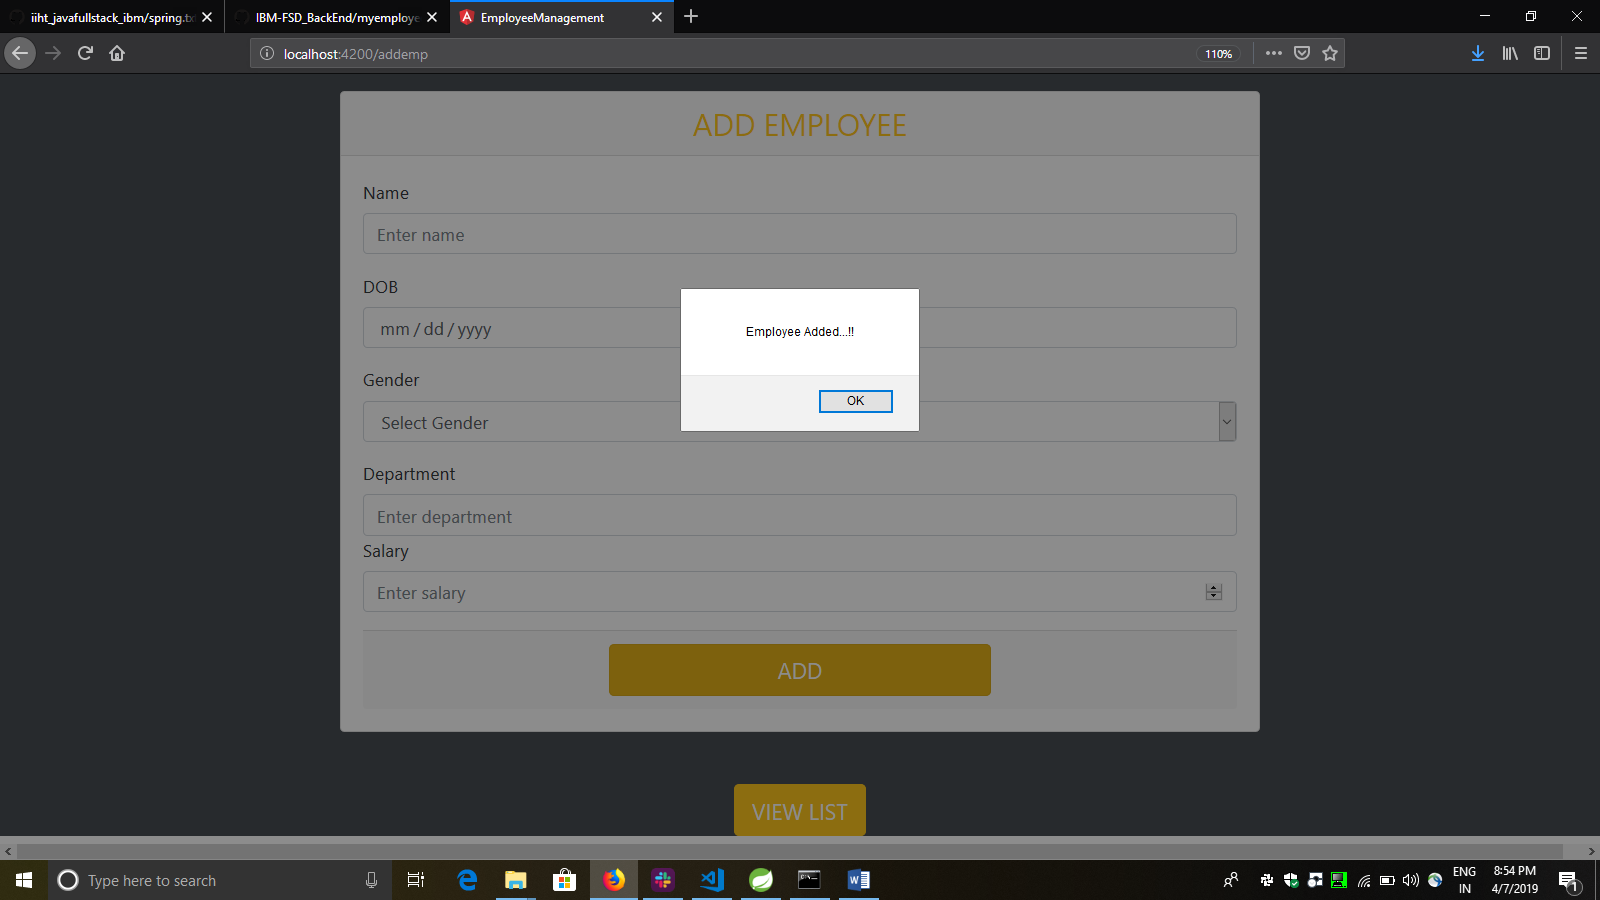 iiht_javafullstack_ibm/spring.tx
IBM-FSD_BackEnd/myemploye
EmployeeManagement
localhost:4200/addemp
110%
ADD EMPLOYEE
Name
Enter name
DOB
mm / dd / yyyy
Employee Added...!!
OK
Gender
Select Gender
Department
Enter department
Salary
Enter salary
ADD
VIEW LIST
Type here to search
ENG
IN
8:54 PM
4/7/2019
1